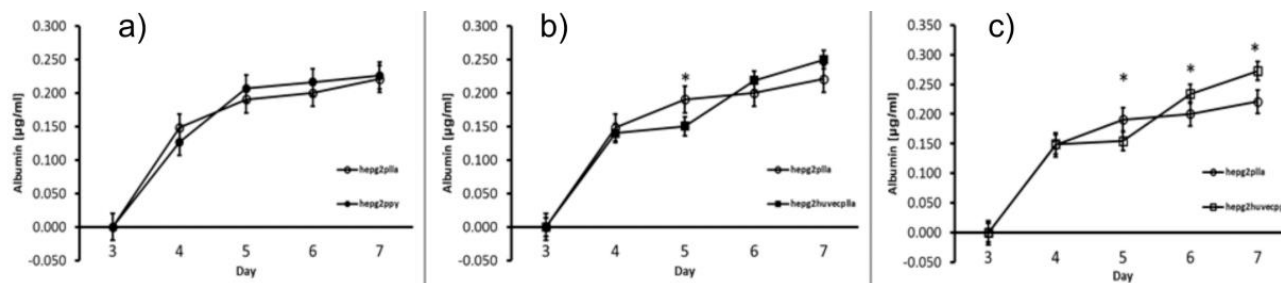 a)
0.300
0.250
0.200
0.150
0.100
0.050
0.000
-0.050
Albumin [µg/ml]
3 4 5 6 7
Day
hepg2plla
hepg2ppy
b)
0.300
0.250
0.200
0.150
0.100
0.050
0.000
-0.050
Albumin [µg/ml]
*
3 4 5 6 7
Day
hepg2plla
hepg2huvecplla
c)
0.350
0.300
0.250
0.200
0.150
0.100
0.050
0.000
-0.050
Albumin [µg/ml]
* * *
3 4 5 6 7
Day
hepg2plla
hepg2huvecpp